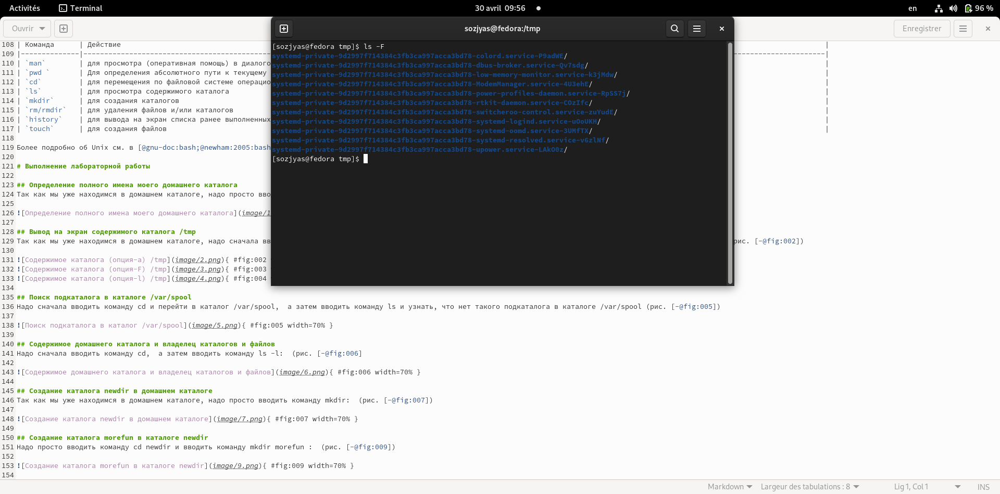 Activités Terminal 30 avril 09:56 en 96 %
Ouvrir Enregistrer
sozjyas@fedora:/tmp
[sozjyas@fedora tmp]$ ls -F
systemd-private-9d2997f714384c3fb3ca997acca3bd78-colord.service-P9adWE/
systemd-private-9d2997f714384c3fb3ca997acca3bd78-dbus-broker.service-Qv7sdg/
systemd-private-9d2997f714384c3fb3ca997acca3bd78-low-memory-monitor.service-k3jMdw/
systemd-private-9d2997f714384c3fb3ca997acca3bd78-ModemManager.service-4U3ehE/
systemd-private-9d2997f714384c3fb3ca997acca3bd78-power-profiles-daemon.service-RpSS7j/
systemd-private-9d2997f714384c3fb3ca997acca3bd78-rtkit-daemon.service-COzIfc/
systemd-private-9d2997f714384c3fb3ca997acca3bd78-switcheroo-control.service-zuYudE/
systemd-private-9d2997f714384c3fb3ca997acca3bd78-systemd-logind.service-uOoUKH/
systemd-private-9d2997f714384c3fb3ca997acca3bd78-systemd-oomd.service-3UMfTX/
systemd-private-9d2997f714384c3fb3ca997acca3bd78-systemd-resolved.service-v6zlNf/
systemd-private-9d2997f714384c3fb3ca997acca3bd78-upower.service-LAkO0z/
[sozjyas@fedora tmp]$
108 | Команда | Действие |
109 |--------------|---------------------------------------------|
110 | `man` | для просмотра (оперативная помощь) в диалого |
111 | `pwd ` | Для определения абсолютного пути к текущему |
112 | `cd` | Для перемещения по файловой системе операцио |
113 | `ls` | для просмотра содержимого каталога |
114 | `mkdir` | для создания каталогов |
115 | `rm/rmdir` | для удаления файлов и/или каталогов |
116 | `history` | для вывода на экран списка ранее выполненных |
117 | `touch` | для создания файлов |
118
119 Более подробно об Unix см. в [@gnu-doc:bash;@newham:2005:bash
120
121 # Выполнение лабораторной работы
122
123 ## Определение полного имена моего домашнего каталога
124 Так как мы уже находимся в домашнем каталоге, надо просто вво
125
126 ![Определение полного имена моего домашнего каталога](image/1
127
128 ## Вывод на экран содержимого каталога /tmp
129 Так как мы уже находимся в домашнем каталоге, надо сначала вв рис. [-@fig:002])
130
131 ![Содержимое каталога (опция-a) /tmp](image/2.png){ #fig:002
132 ![Содержимое каталога (опция-F) /tmp](image/3.png){ #fig:003
133 ![Содержимое каталога (опция-l) /tmp](image/4.png){ #fig:004
134
135 ## Поиск подкаталога в каталоге /var/spool
136 Надо сначала вводить команду cd и перейти в каталог /var/spool,  а затем вводить команду ls и узнать, что нет такого подкаталога в каталоге /var/spool (рис. [-@fig:005])
137
138 ![Поиск подкаталога в каталог /var/spool](image/5.png){ #fig:005 width=70% }
139
140 ## Содержимое домашнего каталога и владелец каталогов и файлов
141 Надо сначала вводить команду cd,  а затем вводить команду ls -l:  (рис. [-@fig:006]
142
143 ![Содержимое домашнего каталога и владелец каталогов и файлов](image/6.png){ #fig:006 width=70% }
144
145 ## Создание каталога newdir в домашнем каталоге
146 Так как мы уже находимся в домашнем каталоге, надо просто вводить команду mkdir:  (рис. [-@fig:007])
147
148 ![Создание каталога newdir в домашнем каталоге](image/7.png){ #fig:007 width=70% }
149
150 ## Создание каталога morefun в каталоге newdir
151 Надо просто вводить команду cd newdir и вводить команду mkdir morefun :  (рис. [-@fig:009])
152
153 ![Создание каталога morefun в каталоге newdir](image/9.png){ #fig:009 width=70% }
154
Markdown Largeur des tabulations : 8 Lig 1, Col 1 INS